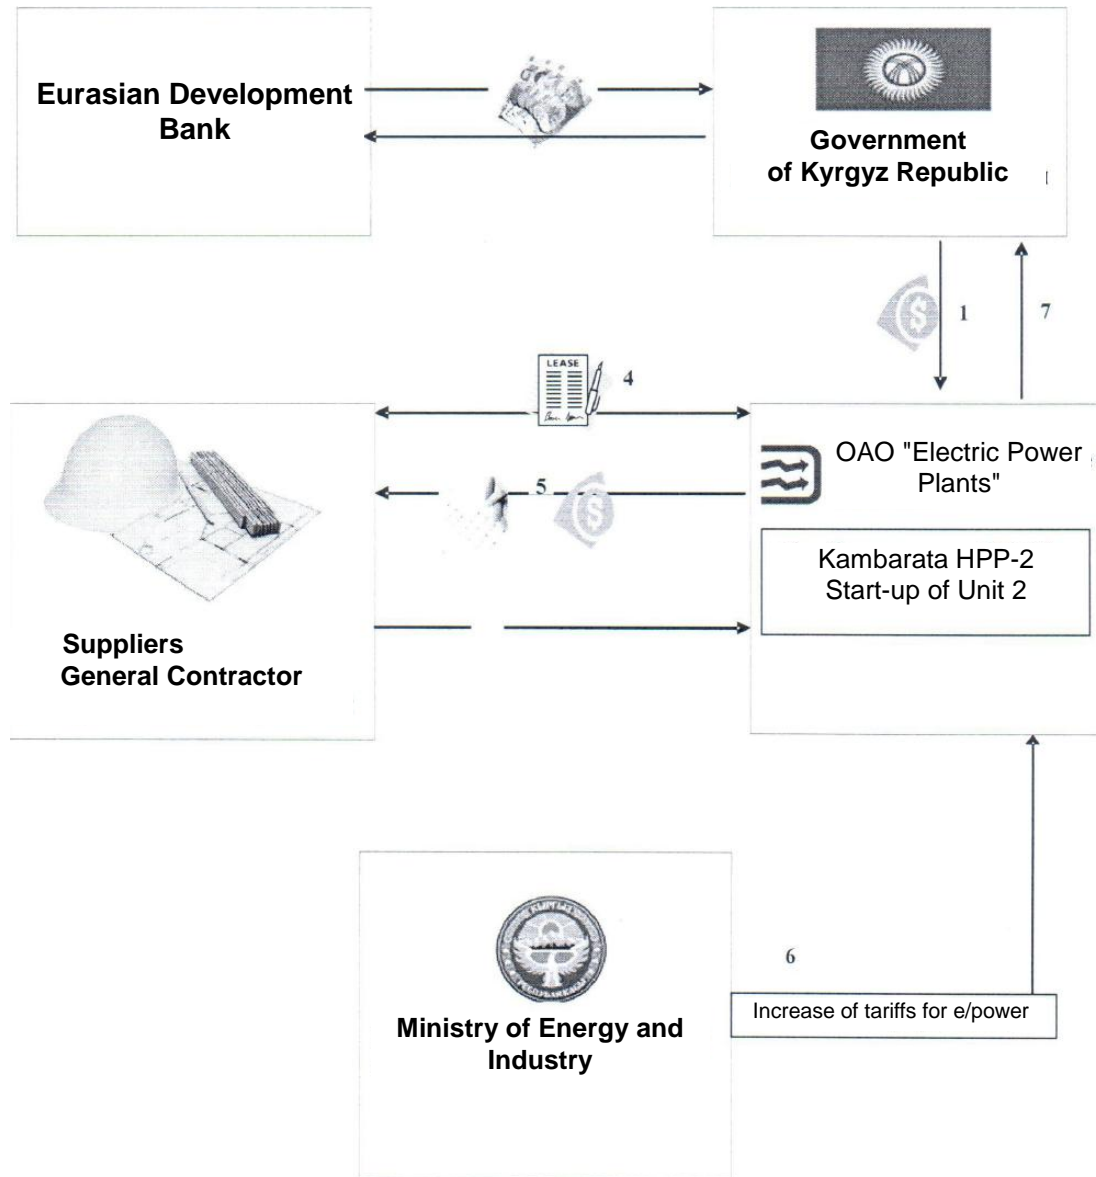 Eurasian Development
Bank
Government
of Kyrgyz Republic
1
7
LEASE
4
5
OAO "Electric Power
Plants"
Kambarata HPP-2
Start-up of Unit 2
Suppliers
General Contractor
6
Increase of tariffs for e/power
Ministry of Energy and
Industry